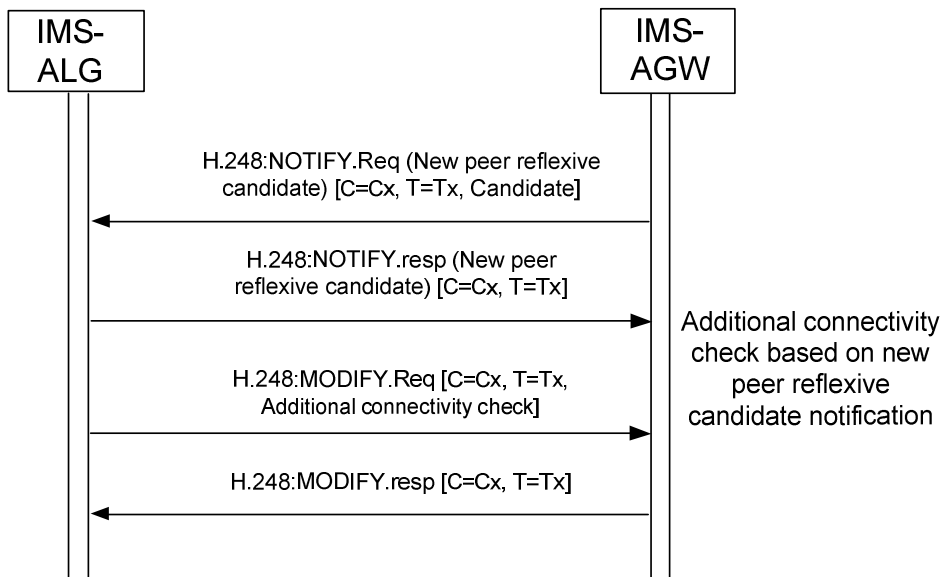 IMS-
ALG
IMS-
AGW
H.248:NOTIFY.Req (New peer reflexive
candidate) [C=Cx, T=Tx, Candidate]
H.248:NOTIFY.resp (New peer
reflexive candidate) [C=Cx, T=Tx]
Additional connectivity
check based on new
peer reflexive
candidate notification
H.248:MODIFY.Req [C=Cx, T=Tx,
Additional connectivity check]
H.248:MODIFY.resp [C=Cx, T=Tx]